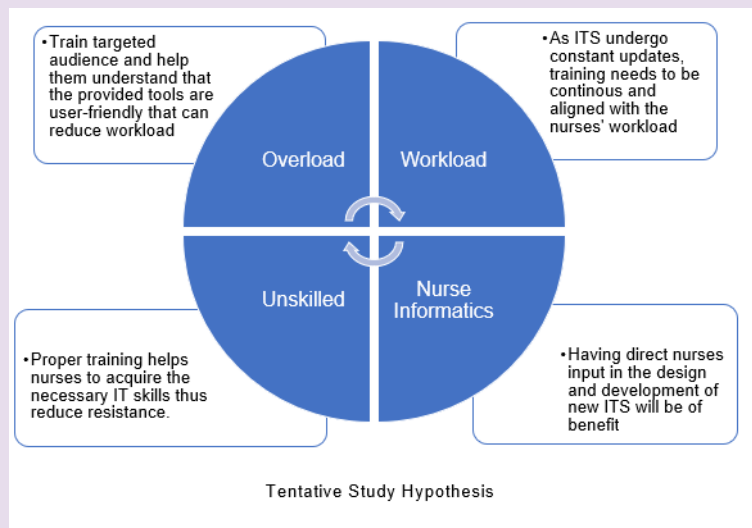 •Train targeted
audience and help
them understand that
the provided tools are
user-friendly that can
reduce workload
•As ITS undergo
constant updates,
training needs to be
continous and
aligned with the
nurses' workload
Overload
Workload
Unskilled
Nurse
Informatics
•Proper training helps
nurses to acquire the
necessary IT skills thus
reduce resistance.
•Having direct nurses
input in the design
and development of
new ITS will be of
benefit
Tentative Study Hypothesis